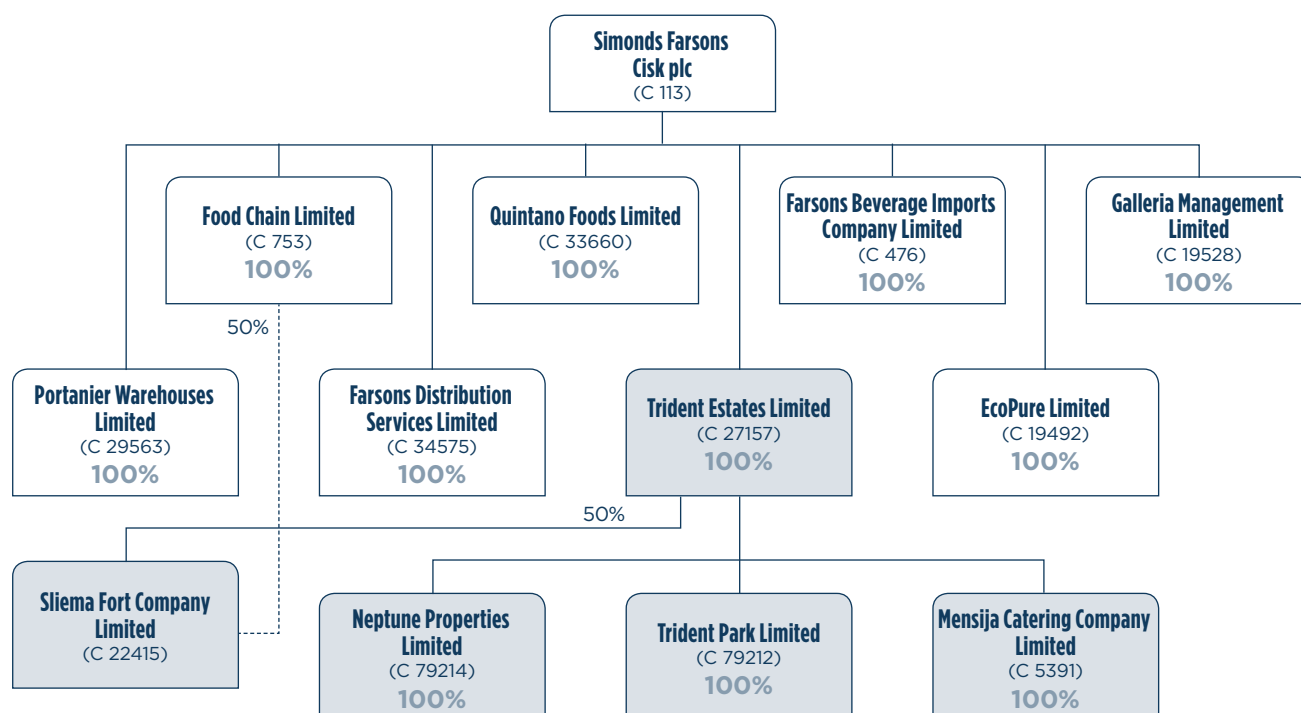 Simonds Farsons
Cisk plc
(C 113)
Food Chain Limited
(C 753)
100%
Quintano Foods Limited
(C 33660)
100%
Farsons Beverage Imports
Company Limited
(C 476)
100%
Galleria Management
Limited
(C 19528)
100%
50%
Portanier Warehouses
Limited
(C 29563)
100%
Farsons Distribution
Services Limited
(C 34575)
100%
Trident Estates Limited
(C 27157)
100%
EcoPure Limited
(C 19492)
100%
50%
Sliema Fort Company
Limited
(C 22415)
Neptune Properties
Limited
(C 79214)
100%
Trident Park Limited
(C 79212)
100%
Mensija Catering Company
Limited
(C 5391)
100%